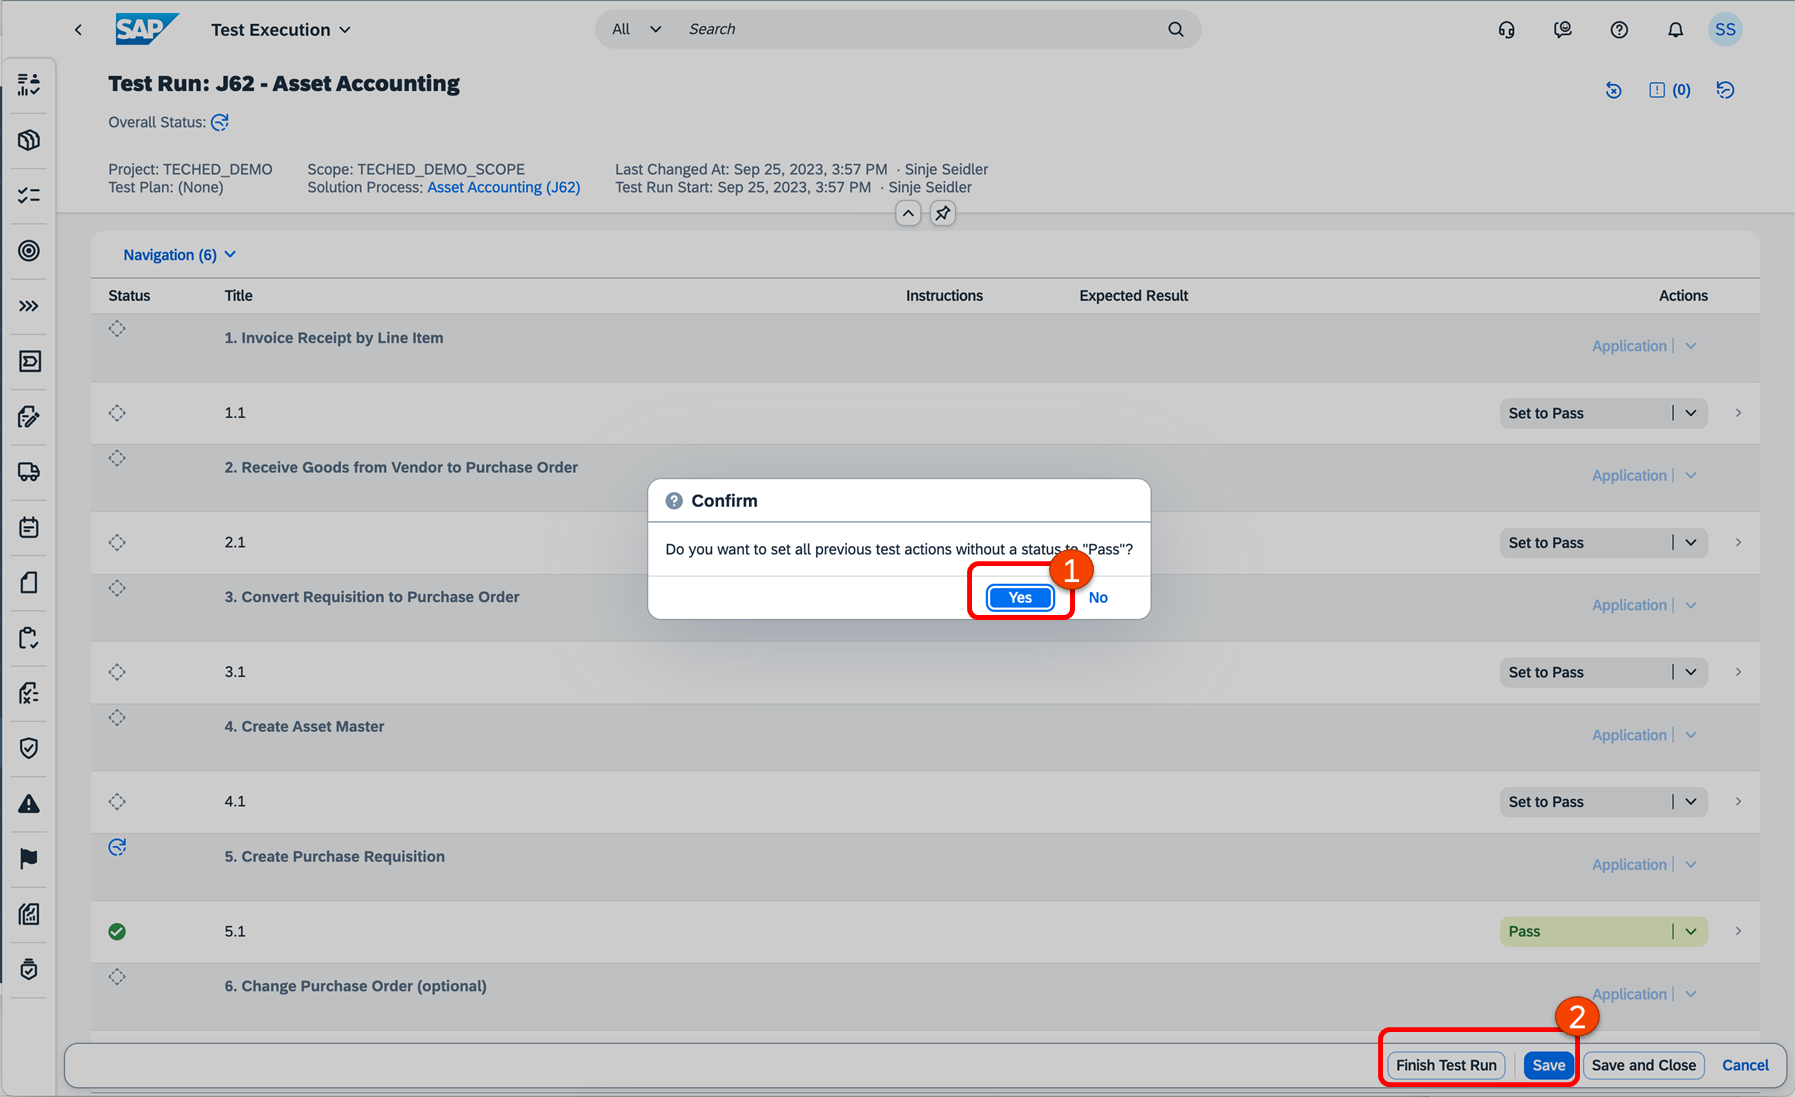 SAP Test Execution All Search SS
Test Run: J62 - Asset Accounting
(0)
Overall Status:
Project: TECHED_DEMO Scope: TECHED_DEMO_SCOPE Last Changed At: Sep 25, 2023, 3:57 PM · Sinje Seidler
Test Plan: (None) Solution Process: Asset Accounting (J62) Test Run Start: Sep 25, 2023, 3:57 PM · Sinje Seidler
Navigation (6)
Status Title Instructions Expected Result Actions
1. Invoice Receipt by Line Item Application
1.1 Set to Pass
2. Receive Goods from Vendor to Purchase Order Application
2.1 Set to Pass
3. Convert Requisition to Purchase Order Application
3.1 Set to Pass
4. Create Asset Master Application
4.1 Set to Pass
5. Create Purchase Requisition Application
5.1 Pass
6. Change Purchase Order (optional) Application
Confirm
Do you want to set all previous test actions without a status to "Pass"?
1
Yes No
2
Finish Test Run Save Save and Close Cancel